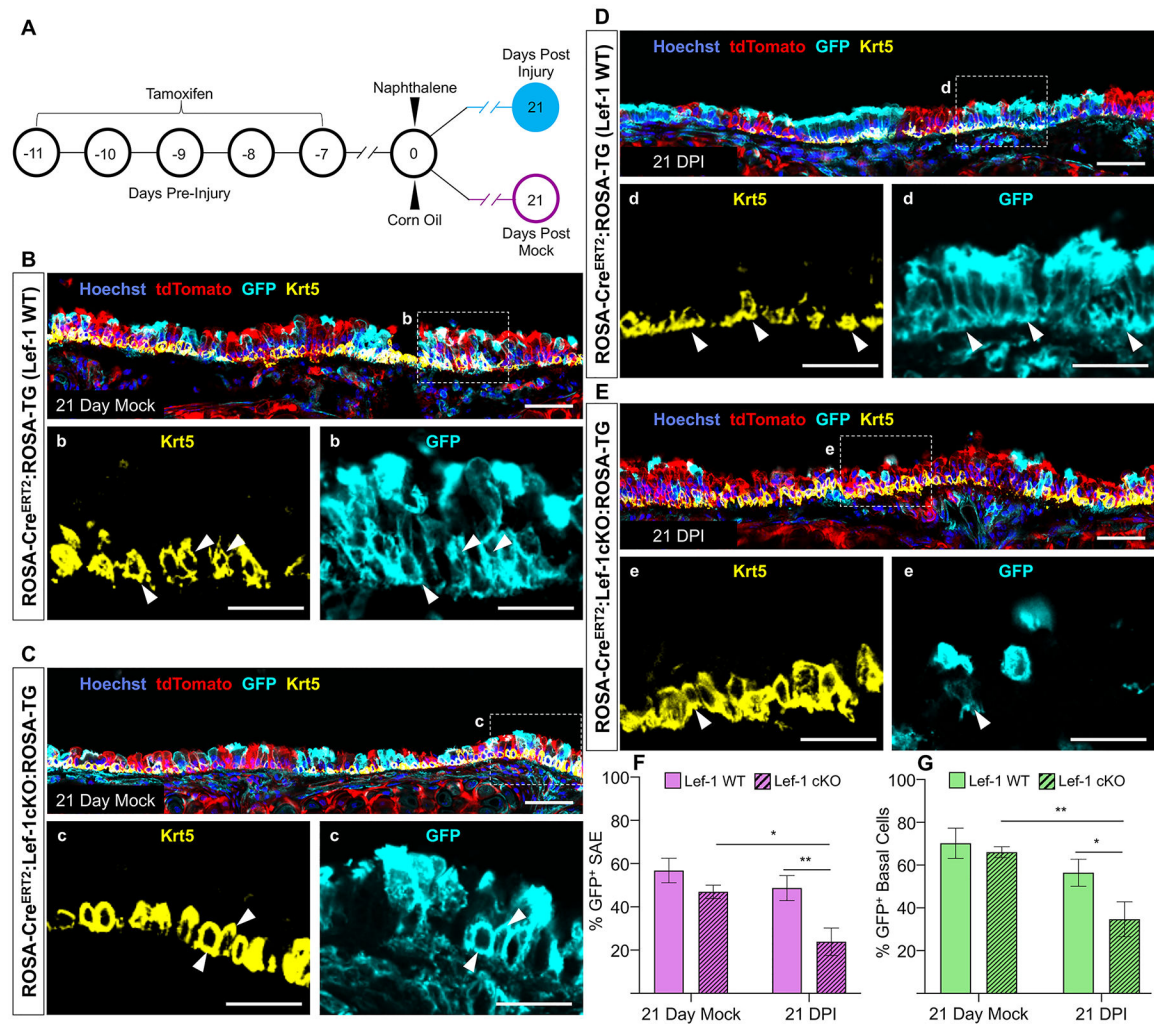 A
Tamoxifen
-11
-10
-9
-8
-7
Days Pre-Injury
Naphthalene
0
Corn Oil
Days Post
Injury
21
21
Days Post
Mock
B
ROSA-CreERT2:ROSA-TG (Lef-1 WT)
Hoechst tdTomato GFP Krt5
b
21 Day Mock
b
Krt5
b
GFP
C
ROSA-CreERT2:Lef-1cKO:ROSA-TG
Hoechst tdTomato GFP Krt5
c
21 Day Mock
c
Krt5
c
GFP
D
ROSA-CreERT2:ROSA-TG (Lef-1 WT)
Hoechst tdTomato GFP Krt5
d
21 DPI
d
Krt5
d
GFP
E
ROSA-CreERT2:Lef-1cKO:ROSA-TG
Hoechst tdTomato GFP Krt5
e
21 DPI
e
Krt5
e
GFP
F
Lef-1 WT
Lef-1 cKO
% GFP+ SAE
100
80
60
40
20
*
**
21 Day Mock
21 DPI
G
Lef-1 WT
Lef-1 cKO
% GFP+ Basal Cells
100
80
60
40
20
**
*
21 Day Mock
21 DPI